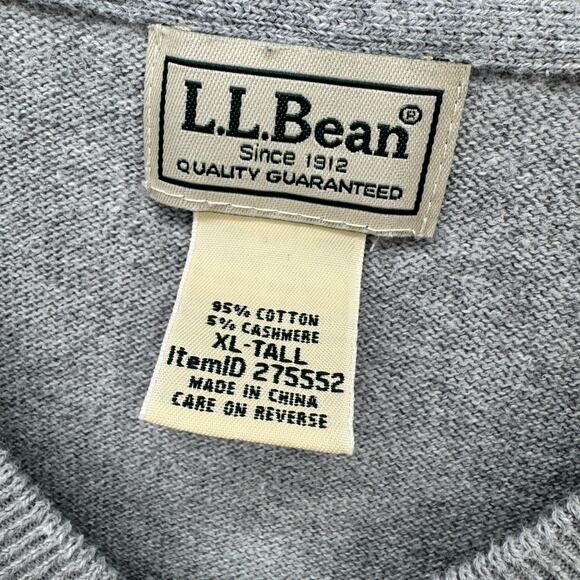 L.L.Bean®
Since 1912
QUALITY GUARANTEED
95% COTTON
5% CASHMERE
XL-TALL
ItemID 275552
MADE IN CHINA
CARE ON REVERSE